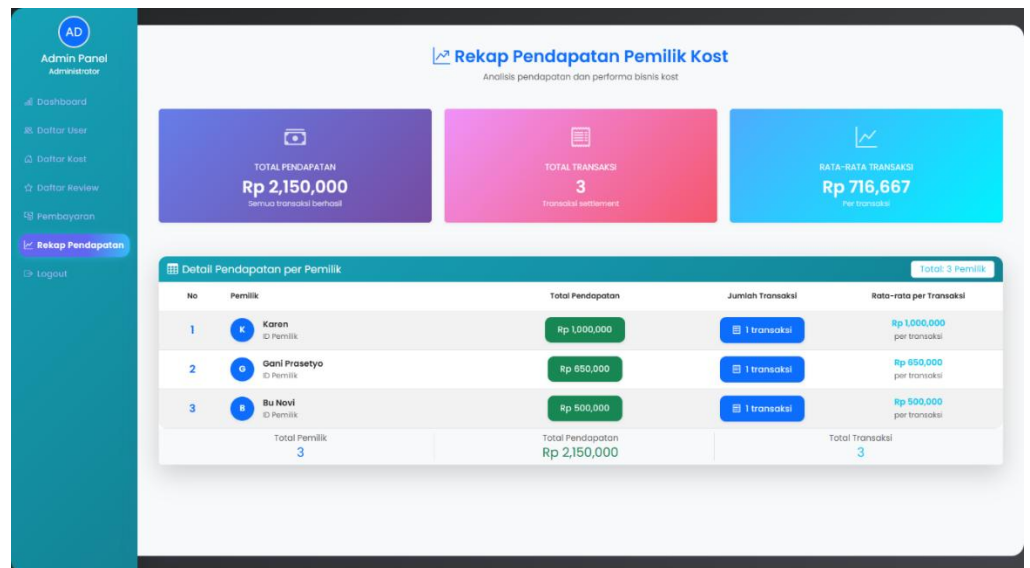 AD
Admin Panel
Administrator
Dashboard
Daftar User
Daftar Kost
Daftar Review
Pembayaran
Rekap Pendapatan
Logout
Rekap Pendapatan Pemilik Kost
Analisis pendapatan dan performa bisnis kost
TOTAL PENDAPATAN
Rp 2,150,000
Semua transaksi berhasil
TOTAL TRANSAKSI
3
Transaksi settlement
RATA-RATA TRANSAKSI
Rp 716,667
Per transaksi
Detail Pendapatan per Pemilik
Total: 3 Pemilik
No Pemilik Total Pendapatan Jumlah Transaksi Rata-rata per Transaksi
1 K Karen Rp 1,000,000 1 transaksi Rp 1,000,000
ID Pemilik per transaksi
2 G Gani Prasetyo Rp 650,000 1 transaksi Rp 650,000
ID Pemilik per transaksi
3 B Bu Novi Rp 500,000 1 transaksi Rp 500,000
ID Pemilik per transaksi
Total Pemilik Total Pendapatan Total Transaksi
3 Rp 2,150,000 3